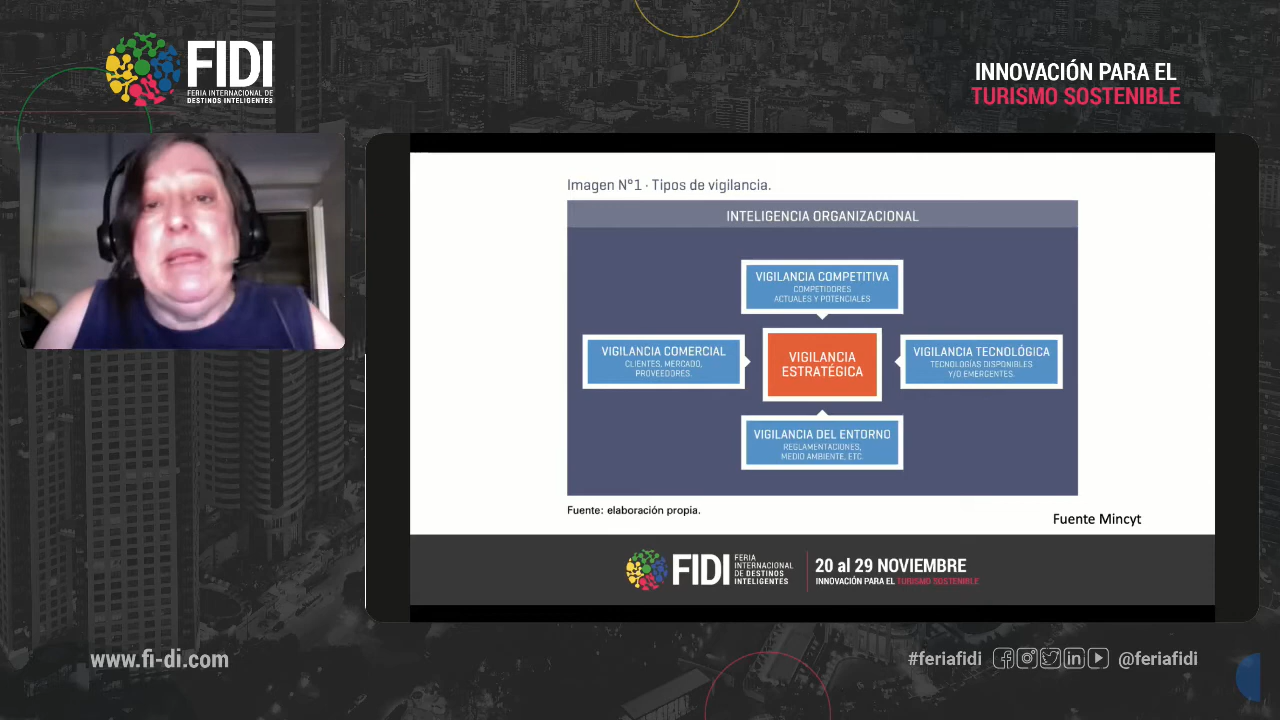 FIDI
FERIA INTERNACIONAL DE
DESTINOS INTELIGENTES
INNOVACIÓN PARA EL
TURISMO SOSTENIBLE
Imagen N°1 · Tipos de vigilancia.
INTELIGENCIA ORGANIZACIONAL
VIGILANCIA COMPETITIVA
COMPETIDORES
ACTUALES Y POTENCIALES
VIGILANCIA COMERCIAL
CLIENTES, MERCADO,
PROVEEDORES.
VIGILANCIA
ESTRATÉGICA
VIGILANCIA TECNOLÓGICA
TECNOLOGÍAS DISPONIBLES
Y/O EMERGENTES.
VIGILANCIA DEL ENTORNO
REGLAMENTACIONES,
MEDIO AMBIENTE, ETC.
Fuente: elaboración propia.
Fuente Mincyt
FIDI
FERIA
INTERNACIONAL
DE DESTINOS
INTELIGENTES
20 al 29 NOVIEMBRE
INNOVACIÓN PARA EL TURISMO SOSTENIBLE
www.fi-di.com
#feriafidi
@feriafidi